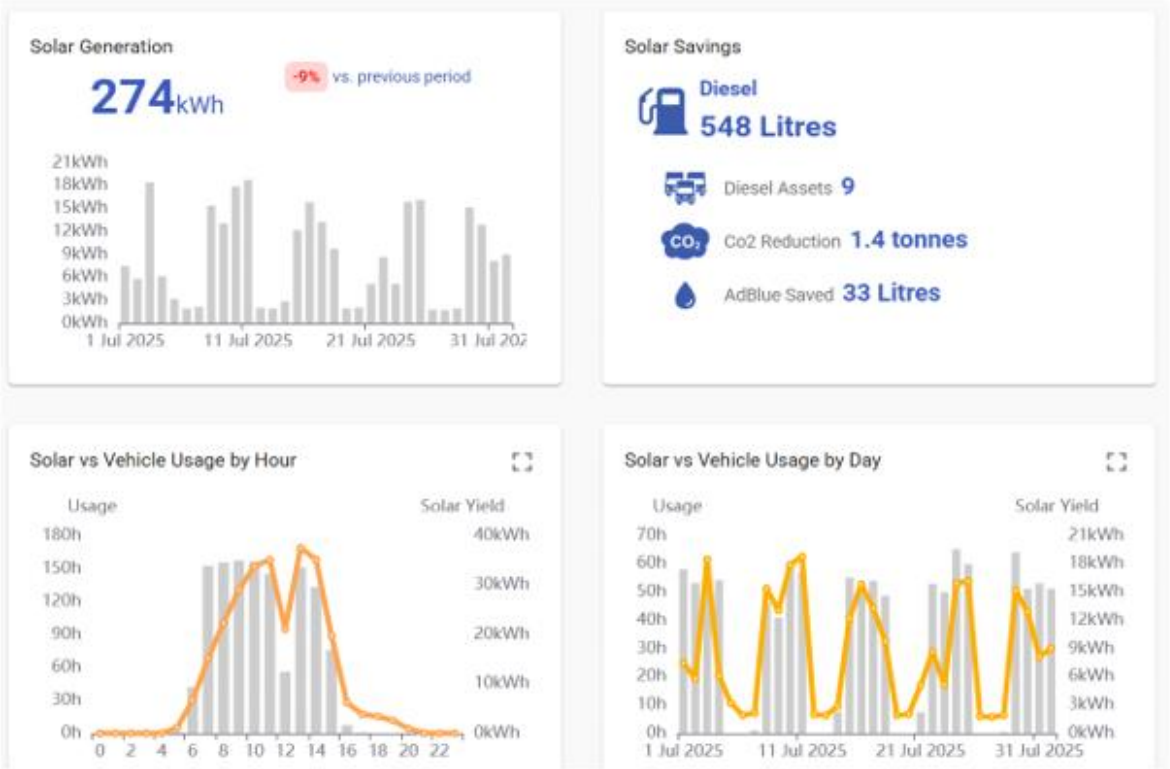 Solar Generation
274kWh
-9% vs. previous period
21kWh
18kWh
15kWh
12kWh
9kWh
6kWh
3kWh
0kWh
1 Jul 2025 11 Jul 2025 21 Jul 2025 31 Jul 202
Solar Savings
Diesel
548 Litres
Diesel Assets 9
CO₂ Co2 Reduction 1.4 tonnes
AdBlue Saved 33 Litres
Solar vs Vehicle Usage by Hour
Usage Solar Yield
180h 40kWh
150h
30kWh
120h
90h 20kWh
60h
10kWh
30h
0h 0kWh
0 2 4 6 8 10 12 14 16 18 20 22
Solar vs Vehicle Usage by Day
Usage Solar Yield
70h 21kWh
60h 18kWh
50h 15kWh
40h 12kWh
30h 9kWh
20h 6kWh
10h 3kWh
0h 0kWh
1 Jul 2025 11 Jul 2025 21 Jul 2025 31 Jul 2025